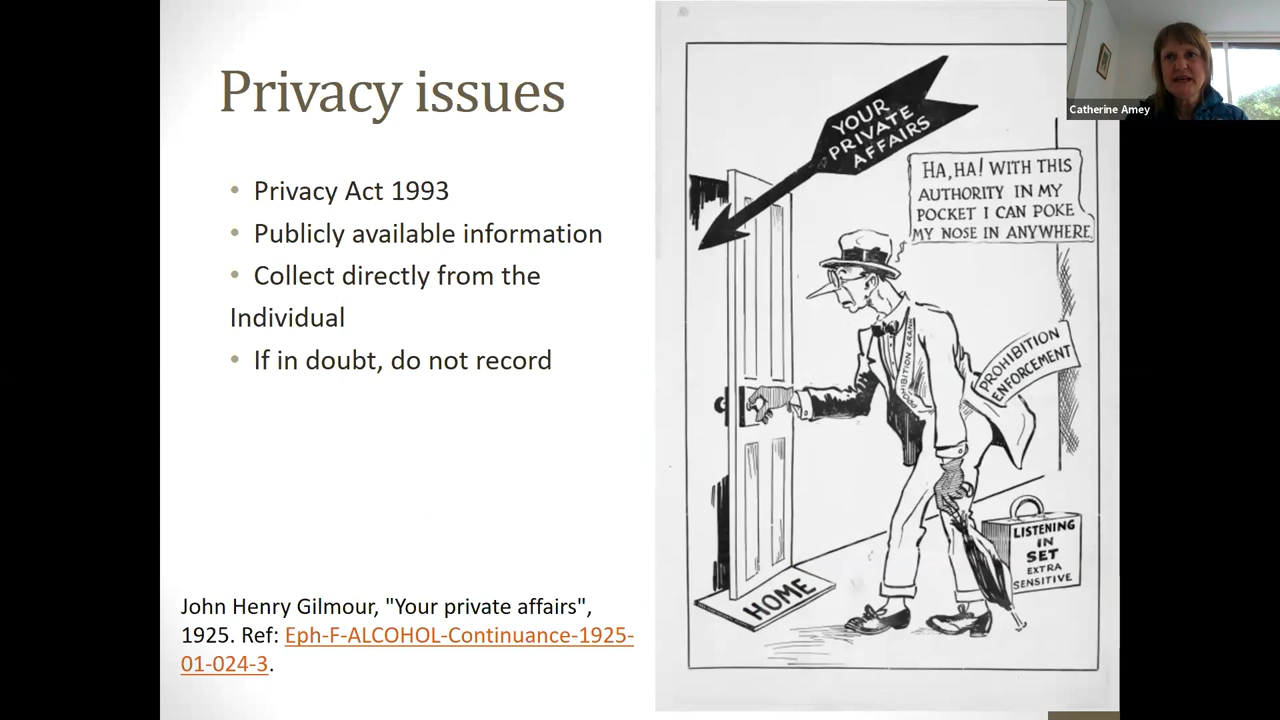 Privacy issues
• Privacy Act 1993
• Publicly available information
• Collect directly from the
Individual
• If in doubt, do not record
John Henry Gilmour, "Your private affairs",
1925. Ref: Eph-F-ALCOHOL-Continuance-1925-
01-024-3.
YOUR
PRIVATE
AFFAIRS
HA, HA! WITH THIS
AUTHORITY IN MY
POCKET I CAN POKE
MY NOSE IN ANYWHERE.
PROHIBITION CRANK
PROHIBITION
ENFORCEMENT
LISTENING
IN
SET
EXTRA
SENSITIVE
HOME
Catherine Amey